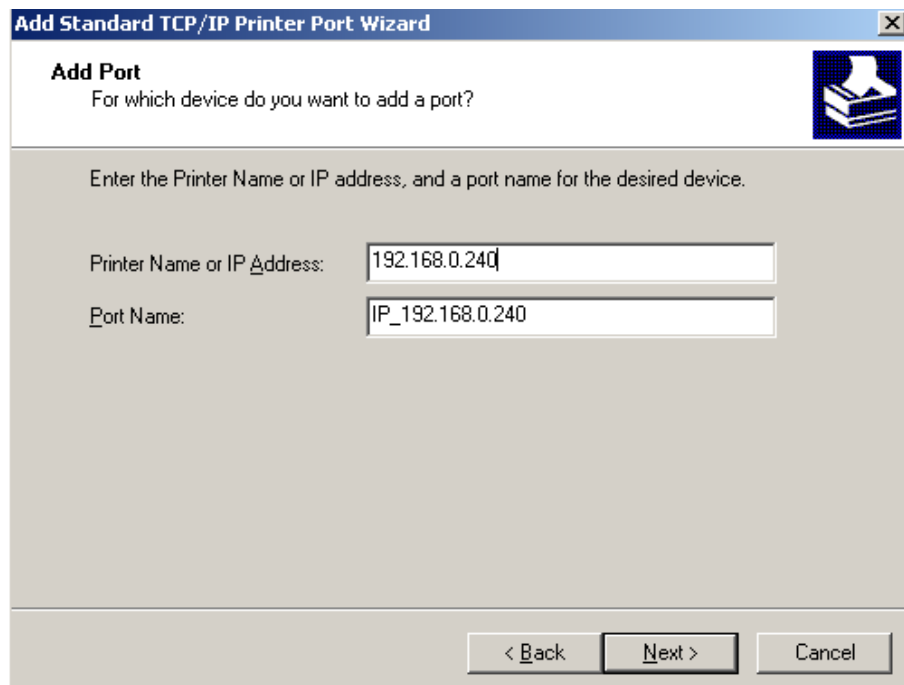 Add Standard TCP/IP Printer Port Wizard
Add Port
For which device do you want to add a port?
Enter the Printer Name or IP address, and a port name for the desired device.
Printer Name or IP Address: 192.168.0.240
Port Name: IP_192.168.0.240
< Back Next > Cancel